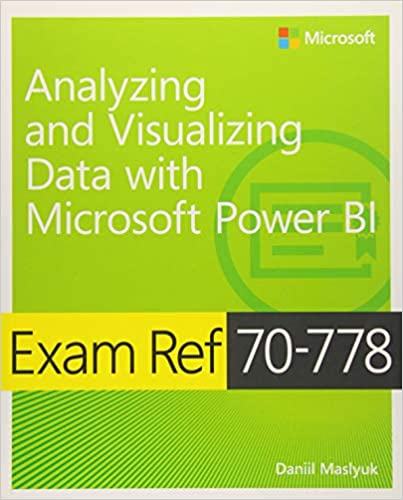 Microsoft
Analyzing
and Visualizing
Data with
Microsoft Power BI
Exam Ref 70-778
Daniil Maslyuk